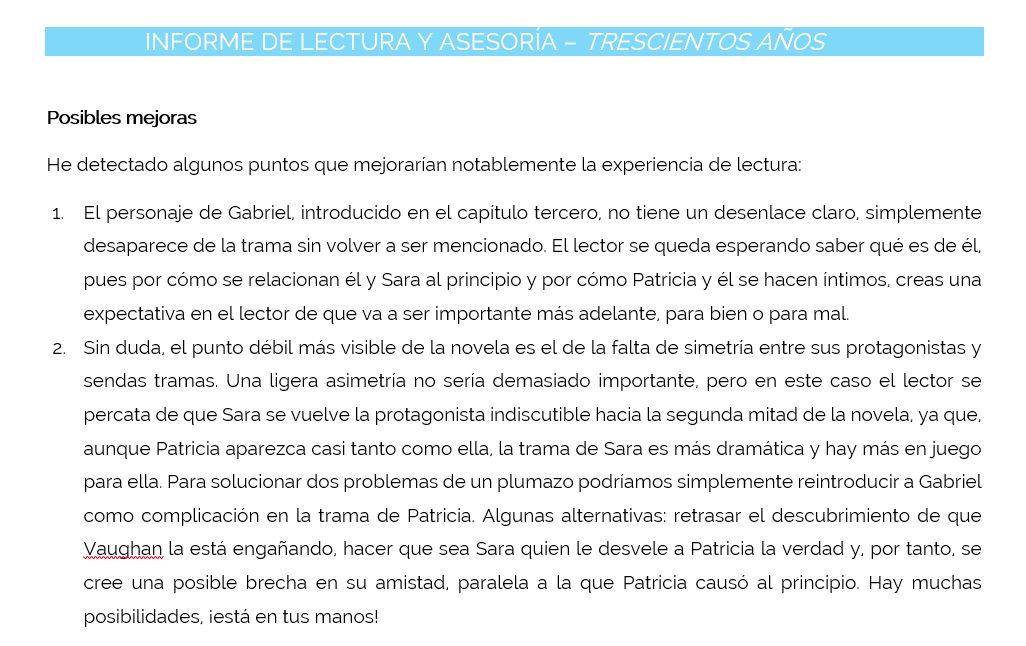 INFORME DE LECTURA Y ASESORÍA – TRESCIENTOS AÑOS
Posibles mejoras
He detectado algunos puntos que mejorarían notablemente la experiencia de lectura:
1. El personaje de Gabriel, introducido en el capítulo tercero, no tiene un desenlace claro, simplemente
desaparece de la trama sin volver a ser mencionado. El lector se queda esperando saber qué es de él,
pues por cómo se relacionan él y Sara al principio y por cómo Patricia y él se hacen íntimos, creas una
expectativa en el lector de que va a ser importante más adelante, para bien o para mal.
2. Sin duda, el punto débil más visible de la novela es el de la falta de simetría entre sus protagonistas y
sendas tramas. Una ligera asimetría no sería demasiado importante, pero en este caso el lector se
percata de que Sara se vuelve la protagonista indiscutible hacia la segunda mitad de la novela, ya que,
aunque Patricia aparezca casi tanto como ella, la trama de Sara es más dramática y hay más en juego
para ella. Para solucionar dos problemas de un plumazo podríamos simplemente reintroducir a Gabriel
como complicación en la trama de Patricia. Algunas alternativas: retrasar el descubrimiento de que
Vaughan la está engañando, hacer que sea Sara quien le desvele a Patricia la verdad y, por tanto, se
cree una posible brecha en su amistad, paralela a la que Patricia causó al principio. Hay muchas
posibilidades, ¡está en tus manos!